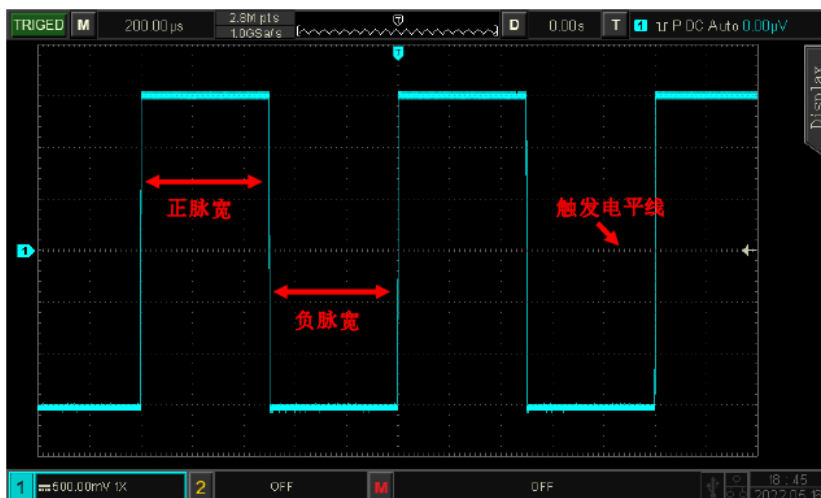 TRIGED M 200.00μs 2.8M pts D 0.00s T 1 P DC Auto 0.00μV
1.0GSa/s
T
T
Display
正脉宽
触发电平线
1
负脉宽
1 500.00mV 1X 2 OFF M OFF 18:45